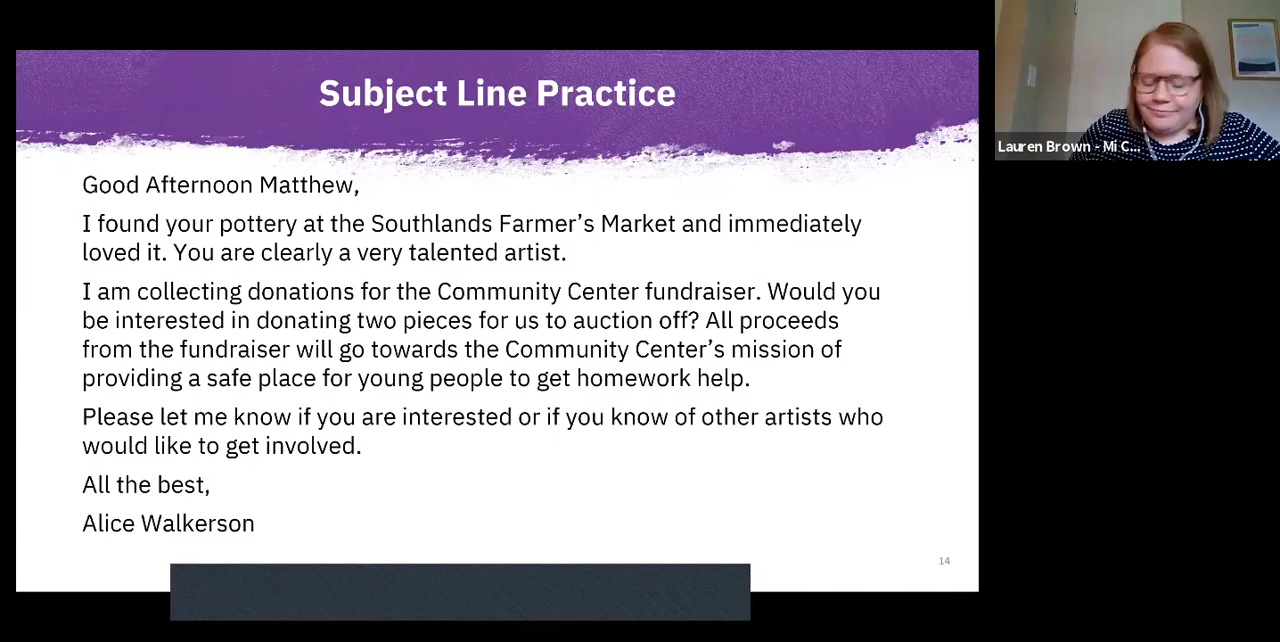 Subject Line Practice
Good Afternoon Matthew,
I found your pottery at the Southlands Farmer’s Market and immediately
loved it. You are clearly a very talented artist.
I am collecting donations for the Community Center fundraiser. Would you
be interested in donating two pieces for us to auction off? All proceeds
from the fundraiser will go towards the Community Center’s mission of
providing a safe place for young people to get homework help.
Please let me know if you are interested or if you know of other artists who
would like to get involved.
All the best,
Alice Walkerson
14
Lauren Brown - Mi C...